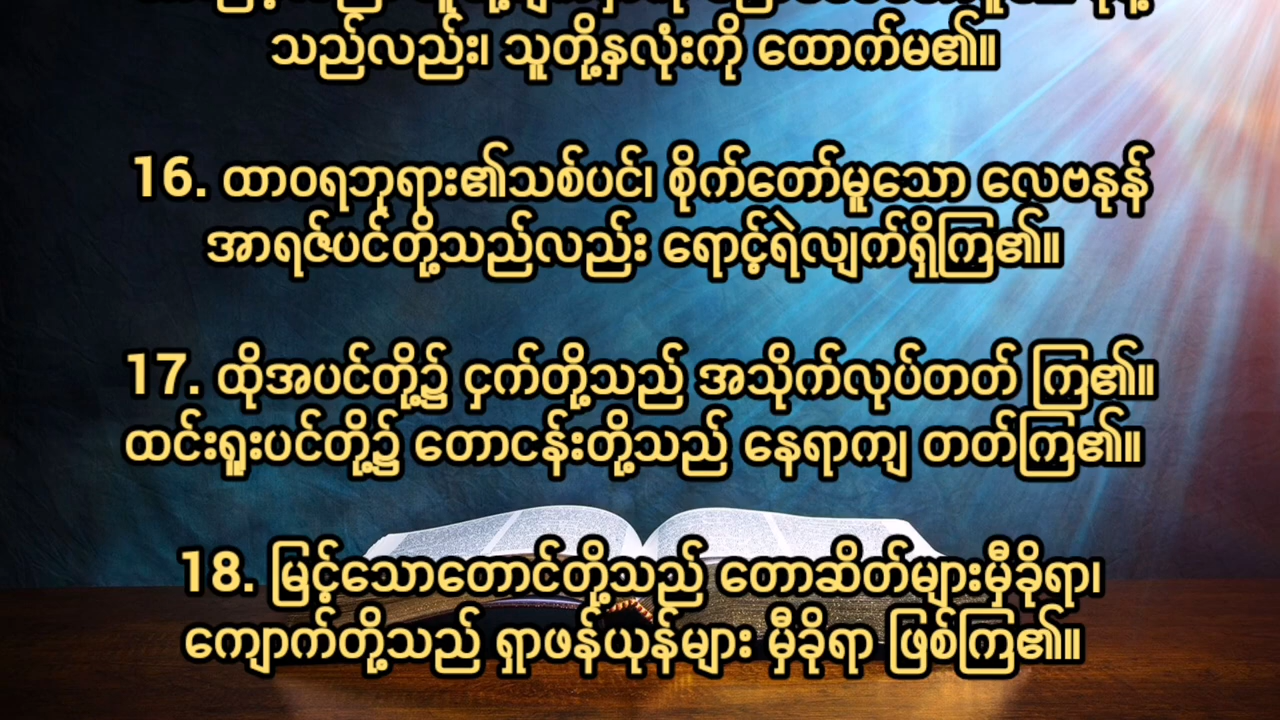 သည်လည်း၊ သူတို့နှလုံးကို ထောက်မ၏။
16. ထာဝရဘုရား၏သစ်ပင်၊ စိုက်တော်မူသော လေဗနုန်
အာရဇ်ပင်တို့သည်လည်း ရောင့်ရဲလျက်ရှိကြ၏။
17. ထိုအပင်တို့၌ ငှက်တို့သည် အသိုက်လုပ်တတ် ကြ၏။
ထင်းရူးပင်တို့၌ တောငန်းတို့သည် နေရာကျ တတ်ကြ၏။
18. မြင့်သောတောင်တို့သည် တောဆိတ်များမှီခိုရာ၊
ကျောက်တို့သည် ရှာဖန်ယုန်များ မှီခိုရာ ဖြစ်ကြ၏။